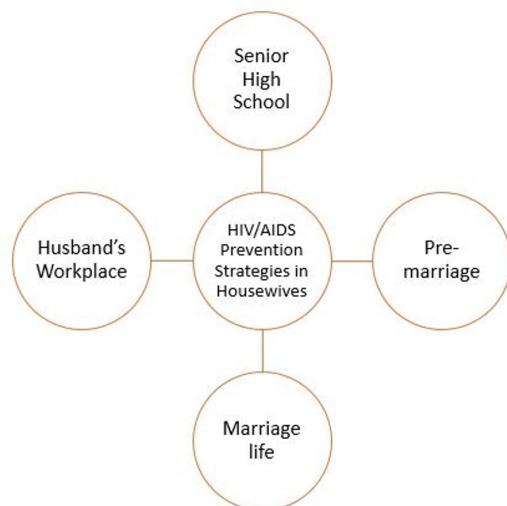 Senior
High
School
Husband's
Workplace
HIV/AIDS
Prevention
Strategies in
Housewives
Pre-
marriage
Marriage
life